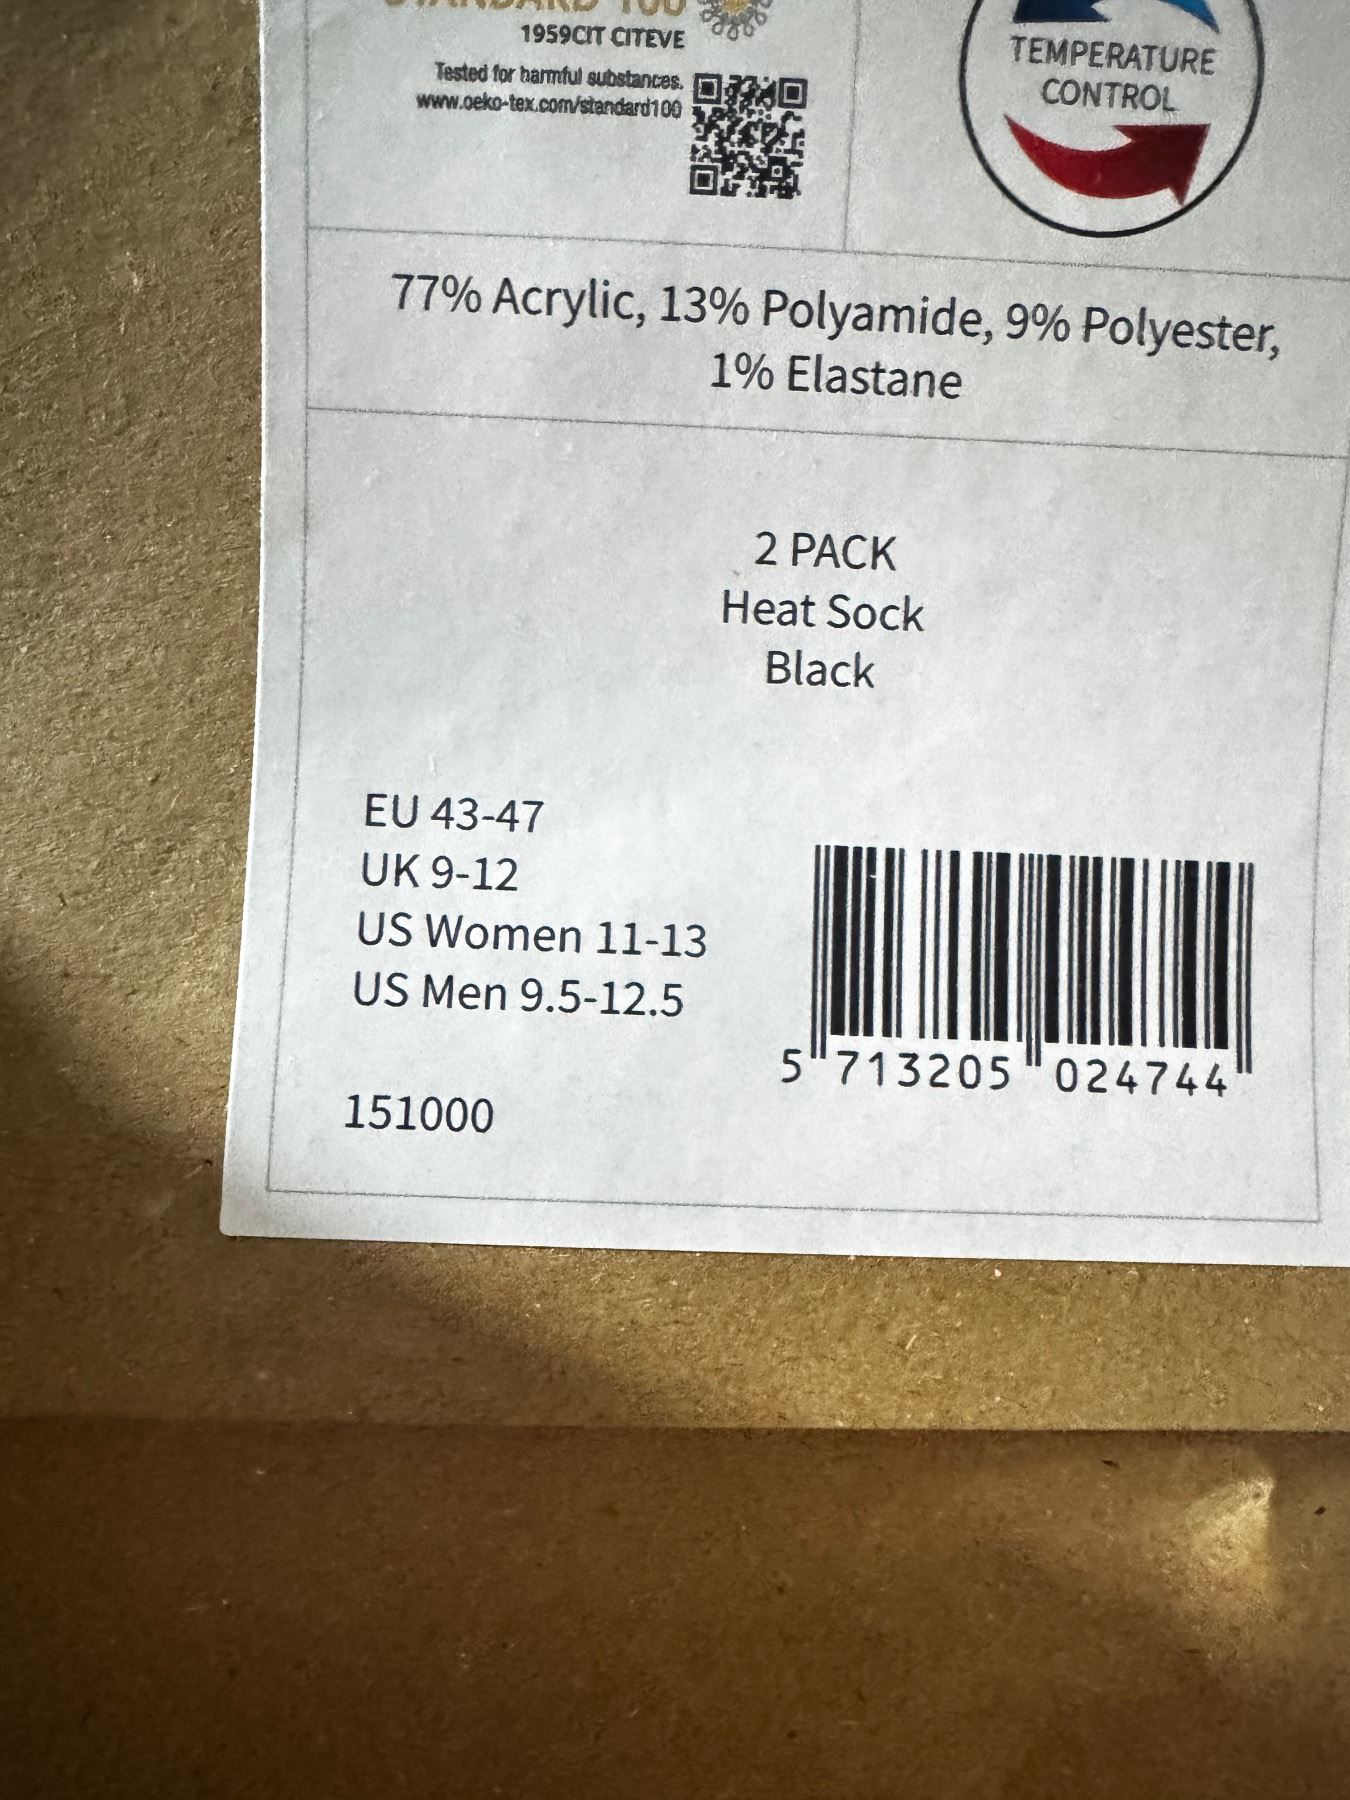 STANDARD 100
1959CIT CITEVE
Tested for harmful substances.
www.oeko-tex.com/standard100
TEMPERATURE
CONTROL
77% Acrylic, 13% Polyamide, 9% Polyester,
1% Elastane
2 PACK
Heat Sock
Black
EU 43-47
UK 9-12
US Women 11-13
US Men 9.5-12.5
151000
5 713205 024744